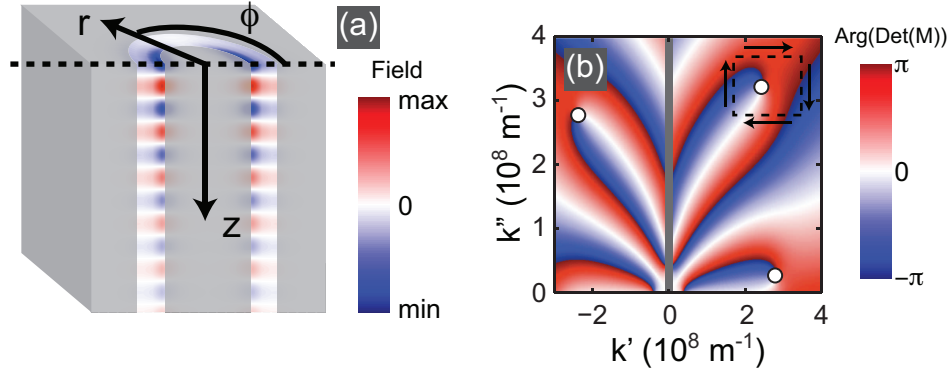 (a)
r
ϕ
z
Field
max
0
min
(b)
Arg(Det(M))
π
0
−π
k'' (10⁸ m⁻¹)
4
3
2
1
0
−2
0
2
4
k' (10⁸ m⁻¹)